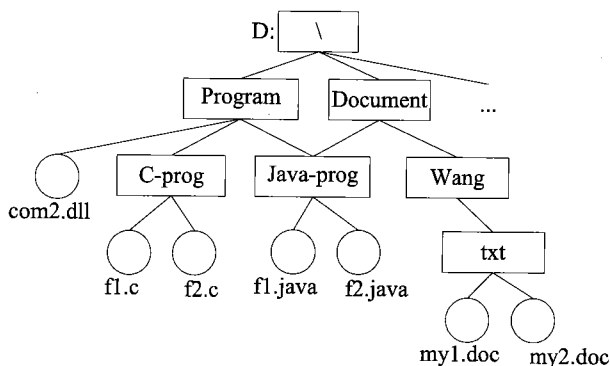 D: \
Program Document ...
C-prog Java-prog Wang
com2.dll
txt
f1.c f2.c f1.java f2.java
my1.doc my2.doc